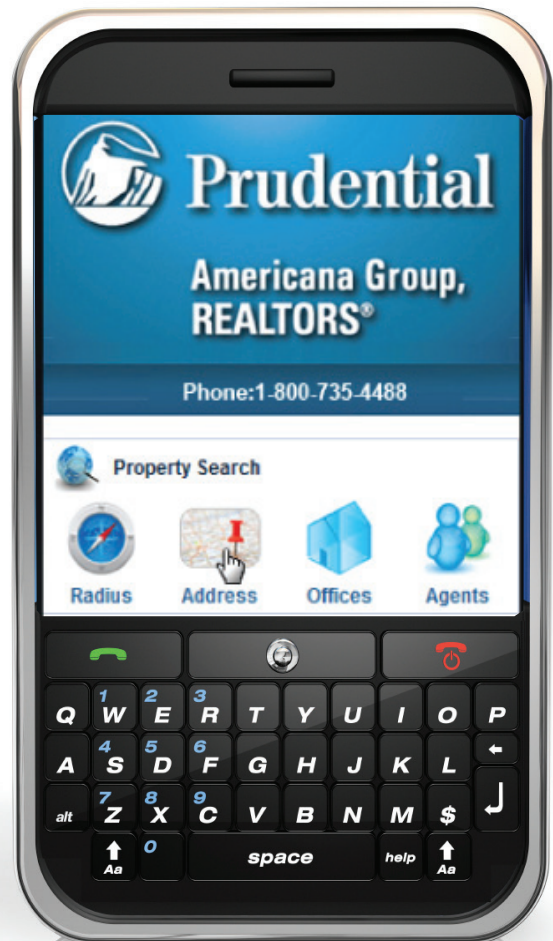 Prudential
Americana Group,
REALTORS®
Phone:1-800-735-4488
Property Search
Radius Address Offices Agents
1 2 3
Q W E R T Y U I O P
4 5 6
A S D F G H J K L
7 8 9
alt Z X C V B N M $
0
Aa space help Aa